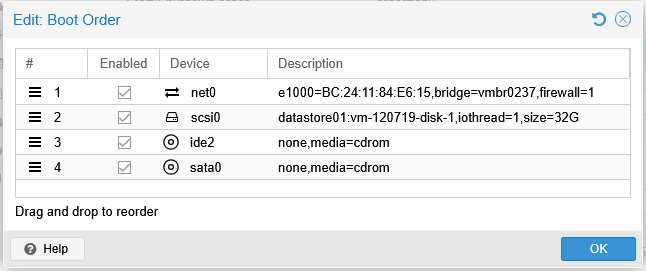 Edit: Boot Order
# Enabled Device Description
1 net0 e1000=BC:24:11:84:E6:15,bridge=vmbr0237,firewall=1
2 scsi0 datastore01:vm-120719-disk-1,iothread=1,size=32G
3 ide2 none,media=cdrom
4 sata0 none,media=cdrom
Drag and drop to reorder
? Help OK